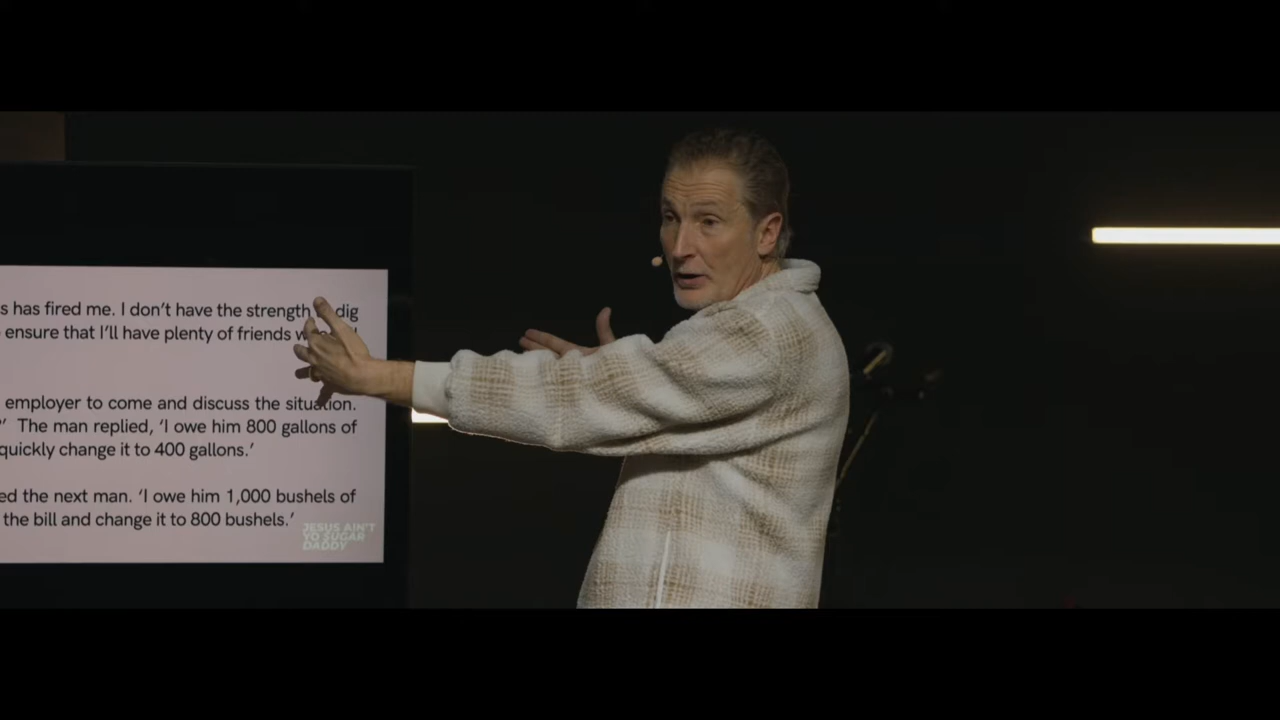 s has fired me. I don't have the strength dig
ensure that I'll have plenty of friends
employer to come and discuss the situation.
?' The man replied, 'I owe him 800 gallons of
quickly change it to 400 gallons.'
ed the next man. 'I owe him 1,000 bushels of
the bill and change it to 800 bushels.'
JESUS AIN'T
YO SUGAR
DADDY